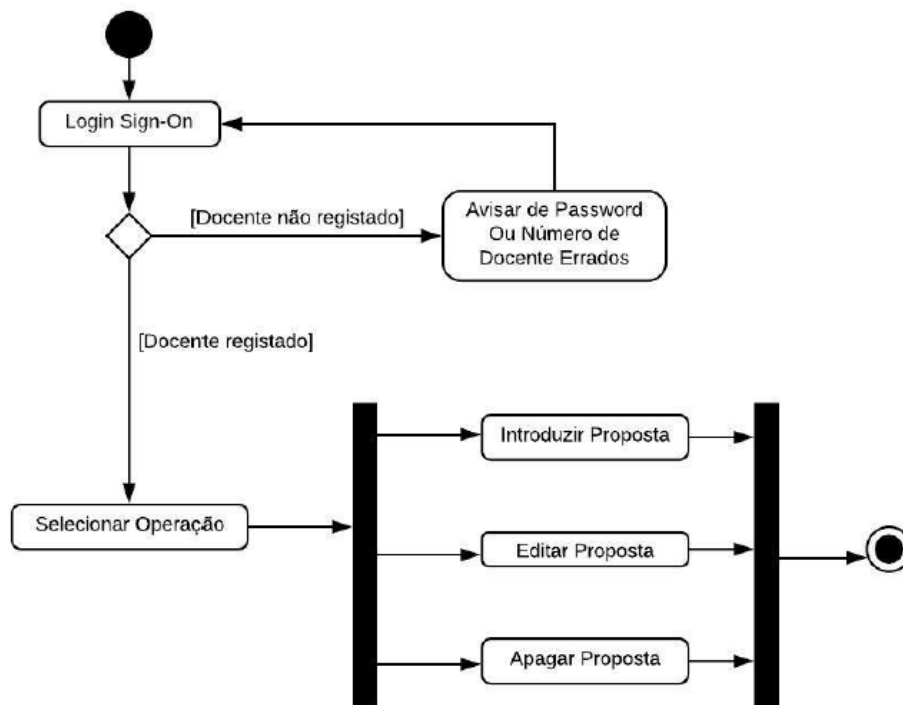 Login Sign-On
[Docente não registado]
Avisar de Password
Ou Número de
Docente Errados
[Docente registado]
Introduzir Proposta
Selecionar Operação
Editar Proposta
Apagar Proposta